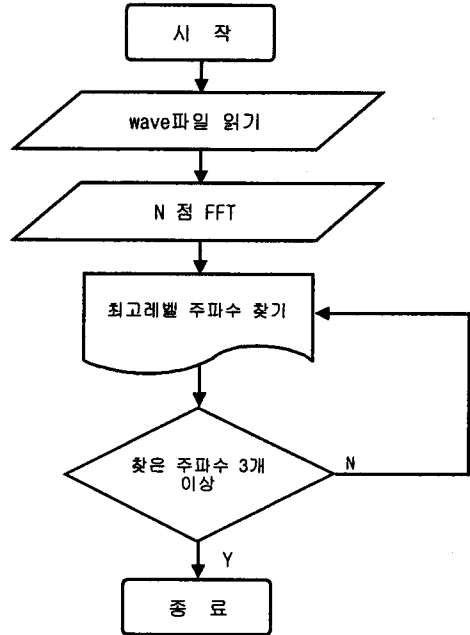 시 작
wave파일 읽기
N 점 FFT
최고레벨 주파수 찾기
찾은 주파수 3개
이상
N
Y
종 료